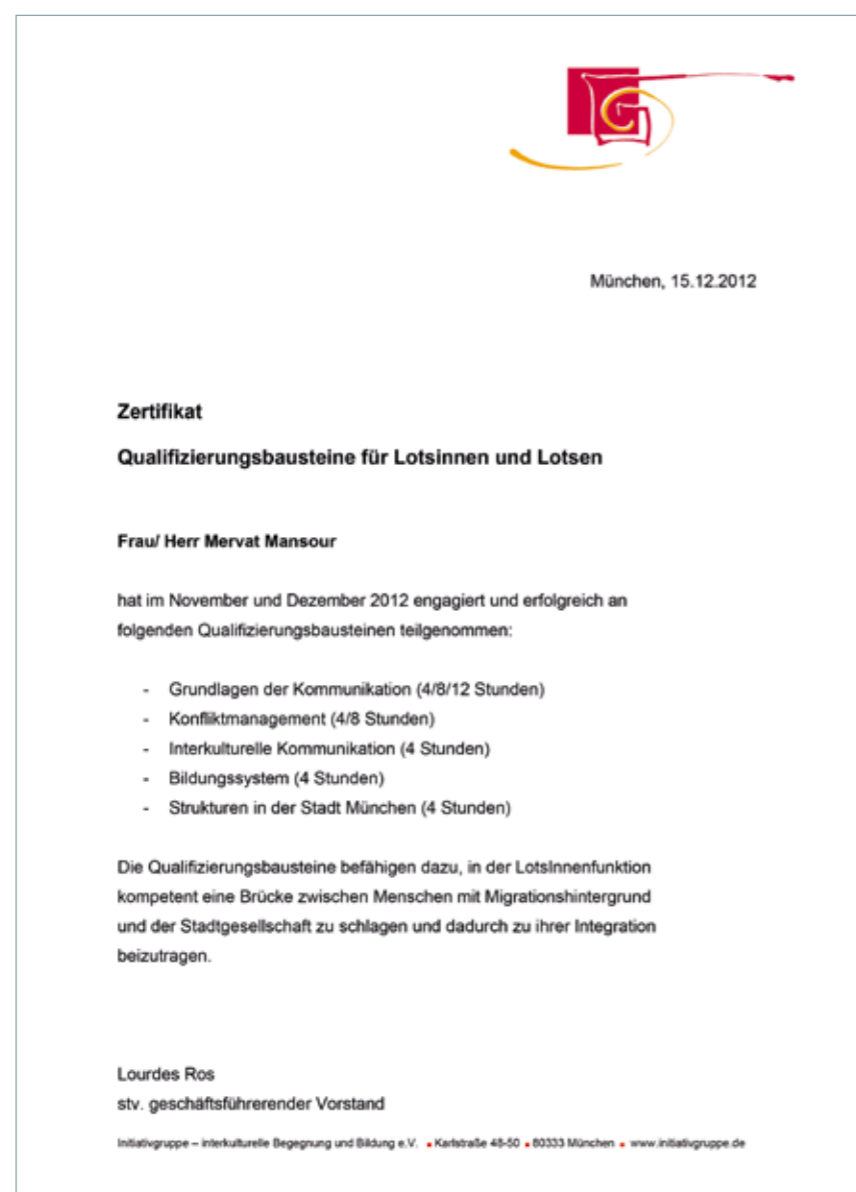 München, 15.12.2012
Zertifikat
Qualifizierungsbausteine für Lotsinnen und Lotsen
Frau/ Herr Mervat Mansour
hat im November und Dezember 2012 engagiert und erfolgreich an
folgenden Qualifizierungsbausteinen teilgenommen:
- Grundlagen der Kommunikation (4/8/12 Stunden)
- Konfliktmanagement (4/8 Stunden)
- Interkulturelle Kommunikation (4 Stunden)
- Bildungssystem (4 Stunden)
- Strukturen in der Stadt München (4 Stunden)
Die Qualifizierungsbausteine befähigen dazu, in der LotsInnenfunktion
kompetent eine Brücke zwischen Menschen mit Migrationshintergrund
und der Stadtgesellschaft zu schlagen und dadurch zu ihrer Integration
beizutragen.
Lourdes Ros
stv. geschäftsführerender Vorstand
Initiativgruppe – interkulturelle Begegnung und Bildung e.V. ▪ Karlstraße 48-50 ▪ 80333 München ▪ www.initiativgruppe.de